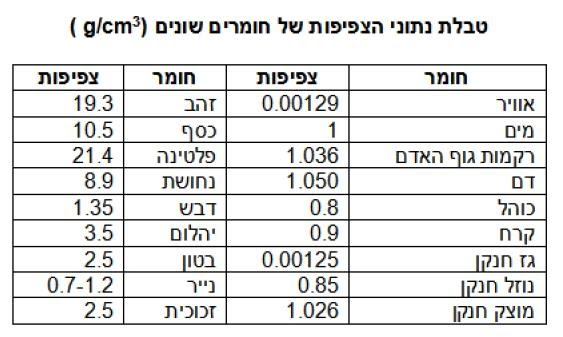 טבלת נתוני הצפיפות של חומרים שונים (g/cm³ )
חומר צפיפות חומר צפיפות
אוויר 0.00129 זהב 19.3
מים 1 כסף 10.5
רקמות גוף האדם 1.036 פלטינה 21.4
דם 1.050 נחושת 8.9
כוהל 0.8 דבש 1.35
קרח 0.9 יהלום 3.5
גז חנקן 0.00125 בטון 2.5
נוזל חנקן 0.85 נייר 0.7-1.2
מוצק חנקן 1.026 זכוכית 2.5